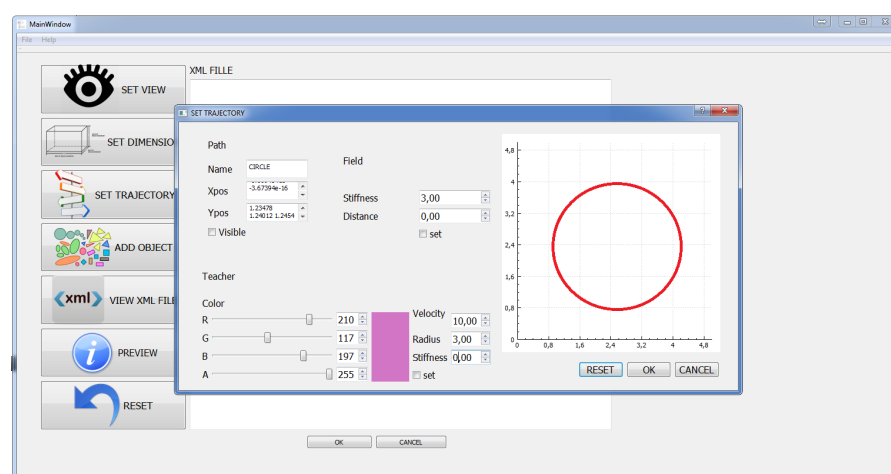 MainWindow
File Help
XML FILLE
SET VIEW
SET DIMENSIO
SET TRAJECTORY
ADD OBJECT
<xml> VIEW XML FILE
PREVIEW
RESET
SET TRAJECTORY
Path
Name CIRCLE
Xpos -3.67394e-16
Ypos 1.23478
1.24012 1.2454
Visible
Field
Stiffness 3,00
Distance 0,00
set
Teacher
Color
R 210
G 117
B 197
A 255
Velocity 10,00
Radius 3,00
Stiffness 0,00
set
4,8
4
3,2
2,4
1,6
0,8
0
0 0,8 1,6 2,4 3,2 4 4,8
RESET OK CANCEL
OK CANCEL